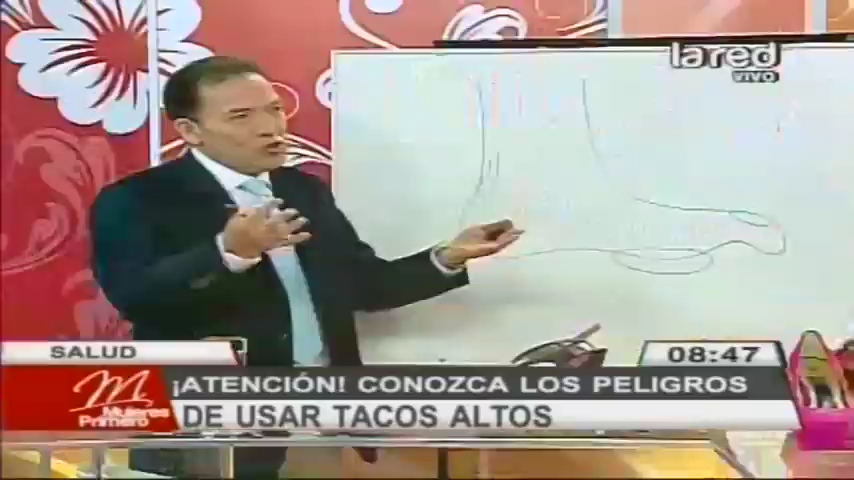 lared
VIVO
SALUD
08:47
M
Mujeres
Primero
¡ATENCIÓN! CONOZCA LOS PELIGROS
DE USAR TACOS ALTOS